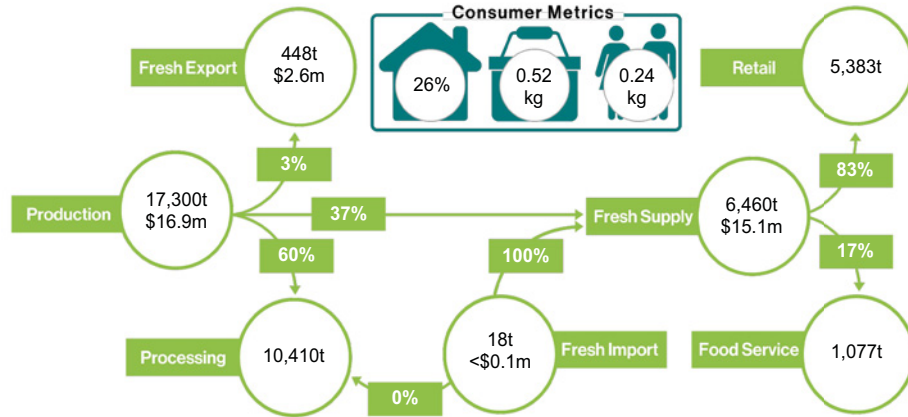 Consumer Metrics
Fresh Export
448t
$2.6m
26%
0.52
kg
0.24
kg
Retail
5,383t
3%
83%
Production
17,300t
$16.9m
37%
Fresh Supply
6,460t
$15.1m
60%
100%
17%
Processing
10,410t
18t
<$0.1m
Fresh Import
Food Service
1,077t
0%